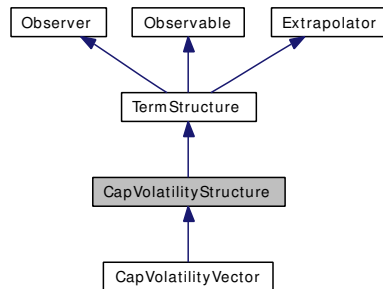 Observer Observable Extrapolator
TermStructure
CapVolatilityStructure
CapVolatilityVector